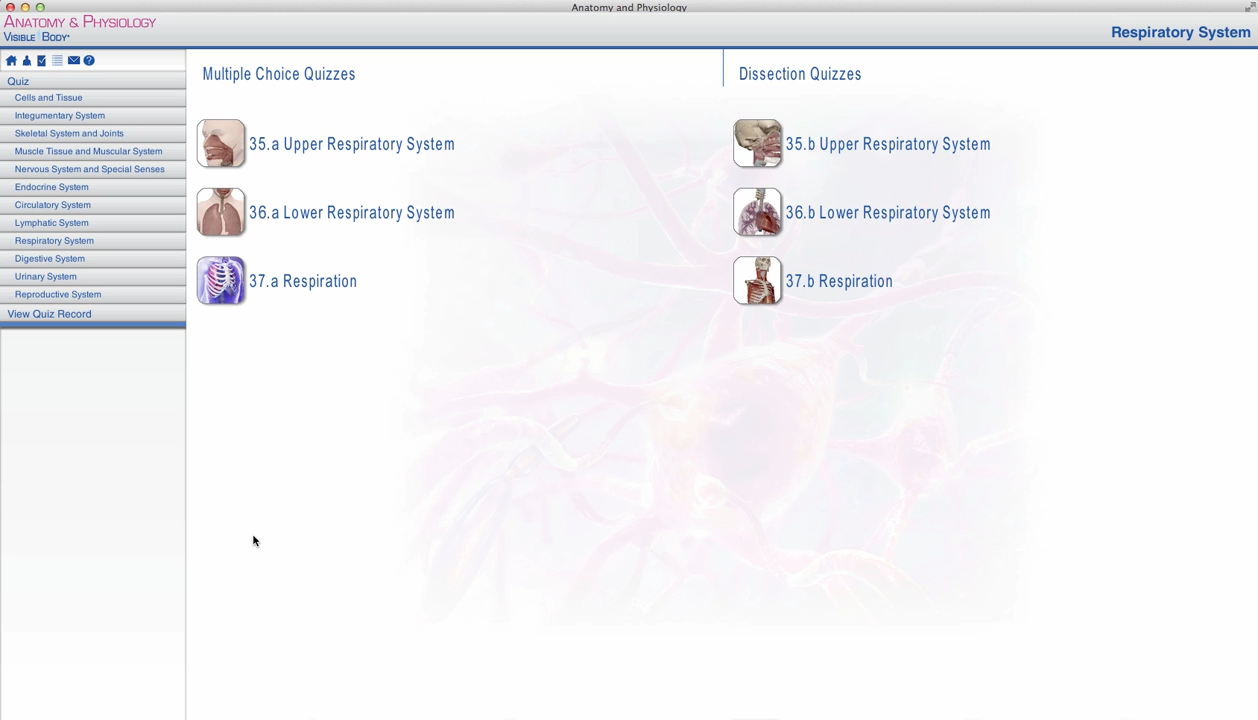 Anatomy and Physiology
ANATOMY & PHYSIOLOGY
VISIBLE BODY®
Respiratory System
Quiz
Cells and Tissue
Integumentary System
Skeletal System and Joints
Muscle Tissue and Muscular System
Nervous System and Special Senses
Endocrine System
Circulatory System
Lymphatic System
Respiratory System
Digestive System
Urinary System
Reproductive System
View Quiz Record
Multiple Choice Quizzes
35.a Upper Respiratory System
36.a Lower Respiratory System
37.a Respiration
Dissection Quizzes
35.b Upper Respiratory System
36.b Lower Respiratory System
37.b Respiration